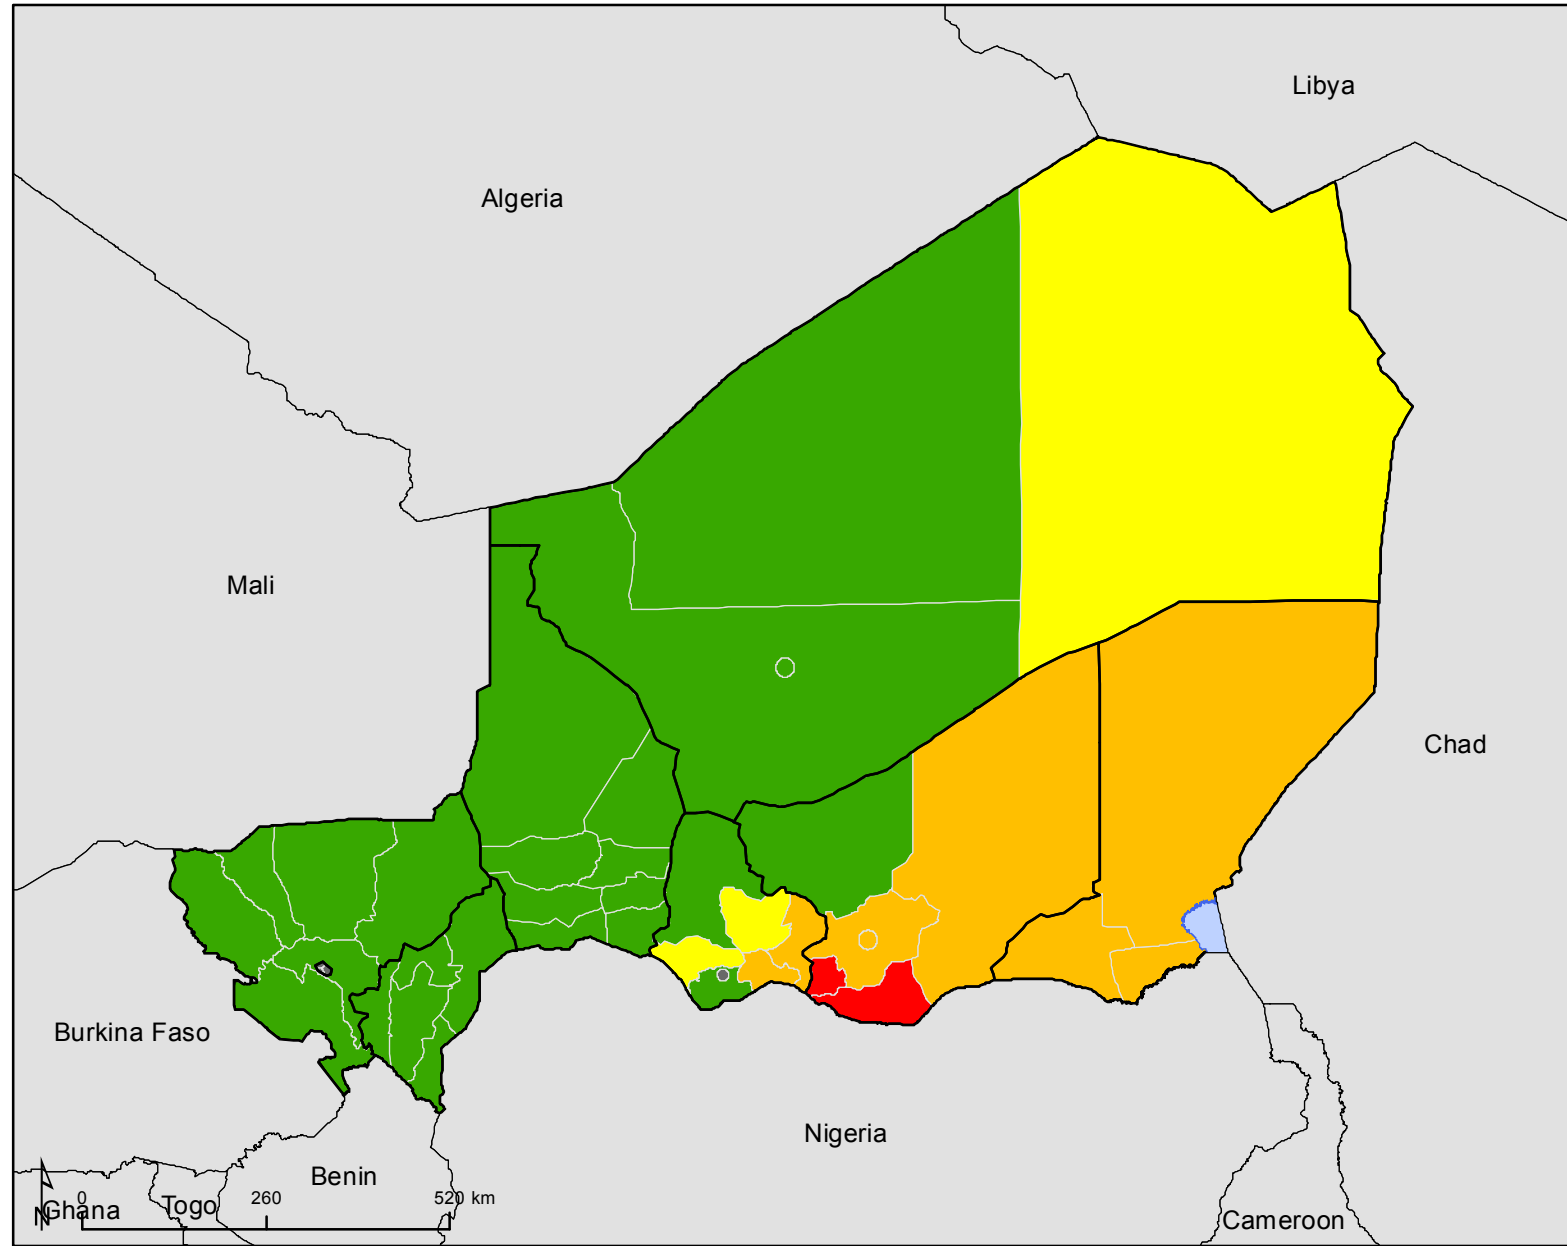 Libya
Algeria
Mali
Chad
Burkina Faso
Nigeria
Benin
Ghana
Togo
Cameroon
N
0 260 520 km